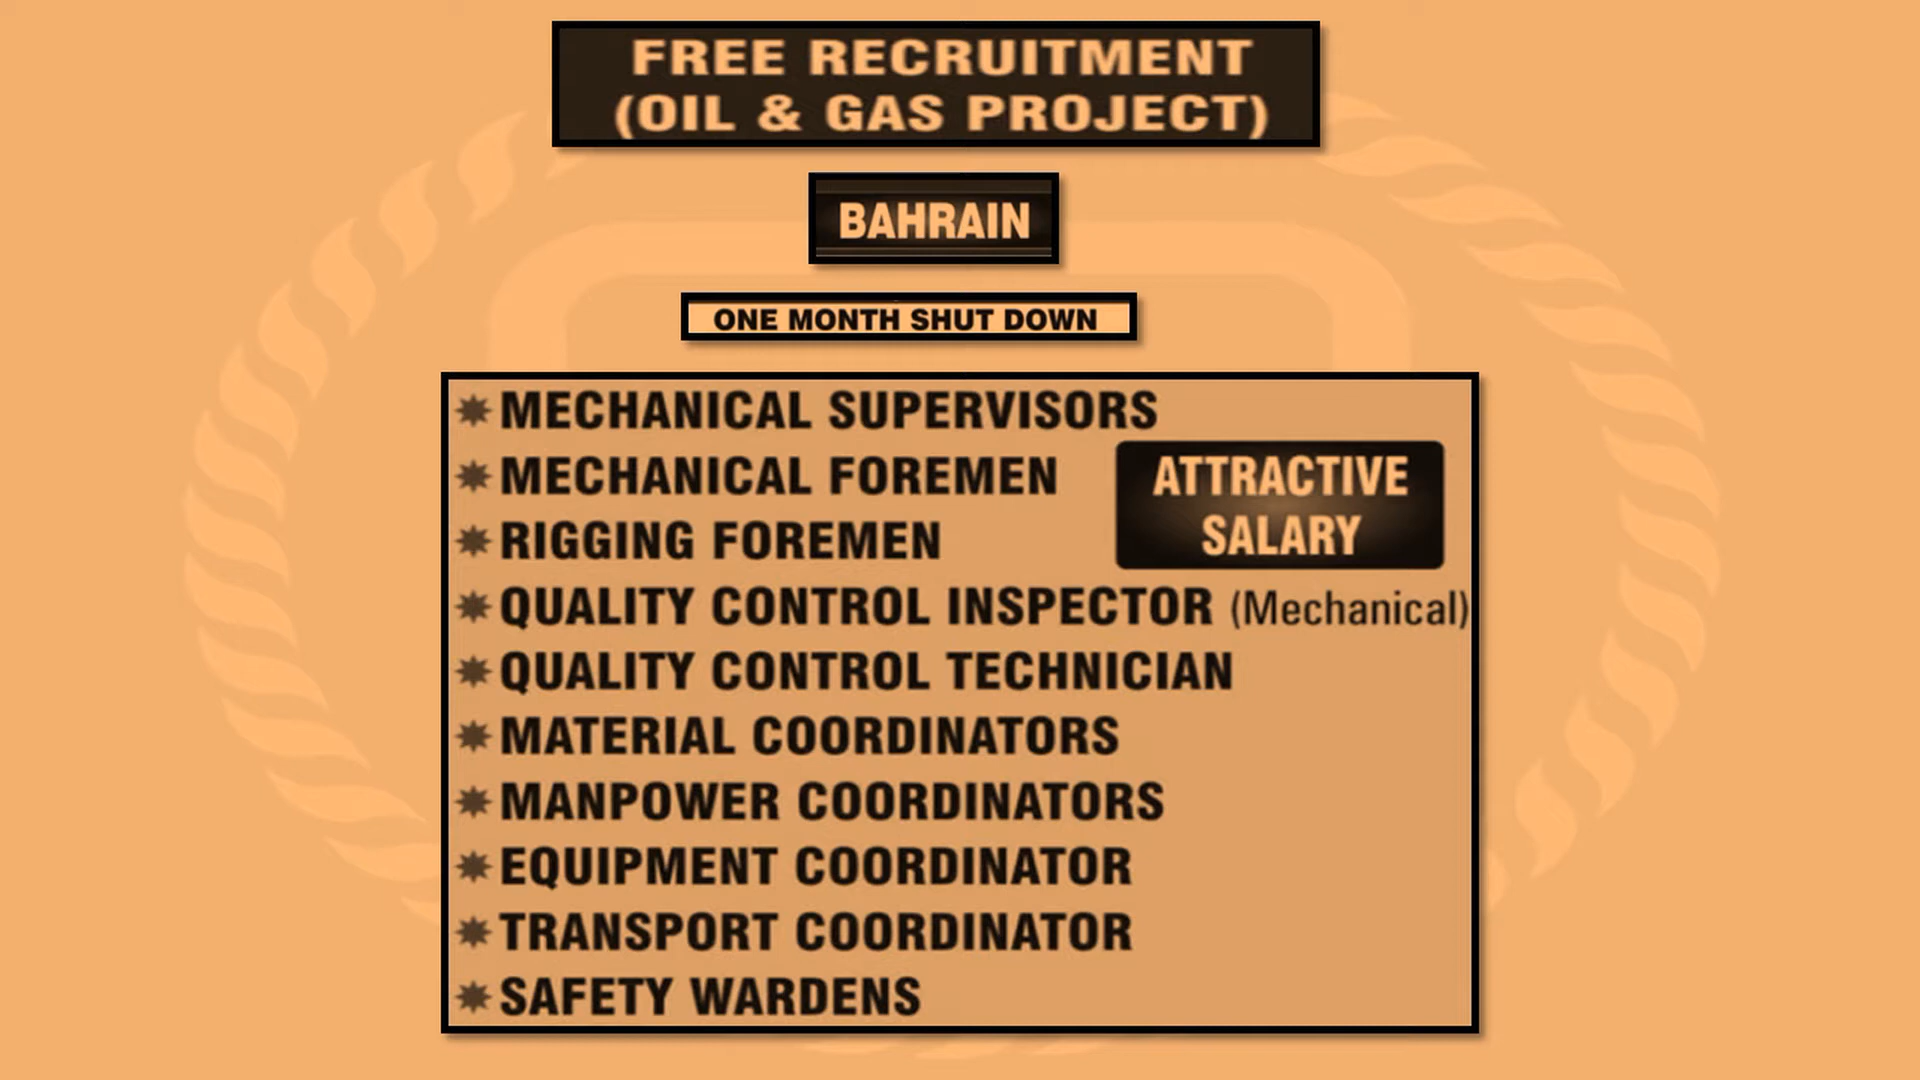 FREE RECRUITMENT
(OIL & GAS PROJECT)
BAHRAIN
ONE MONTH SHUT DOWN
MECHANICAL SUPERVISORS
MECHANICAL FOREMEN
RIGGING FOREMEN
ATTRACTIVE
SALARY
QUALITY CONTROL INSPECTOR (Mechanical)
QUALITY CONTROL TECHNICIAN
MATERIAL COORDINATORS
MANPOWER COORDINATORS
EQUIPMENT COORDINATOR
TRANSPORT COORDINATOR
SAFETY WARDENS